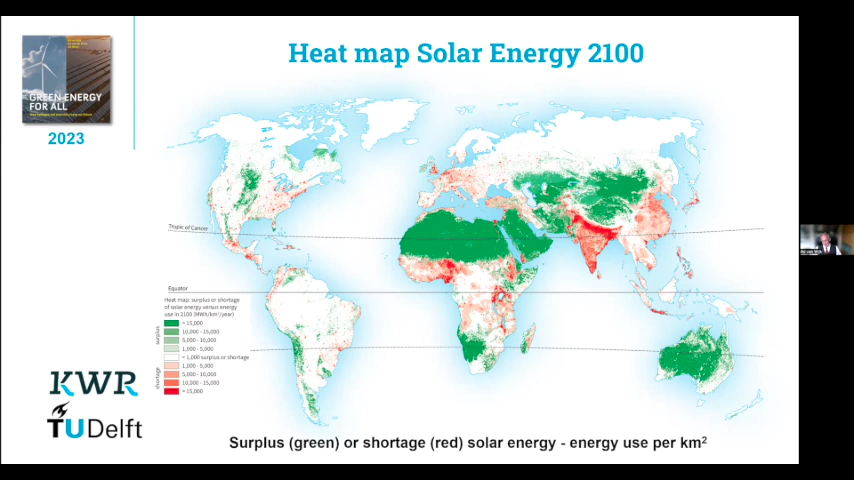 Heat map Solar Energy 2100
GREEN ENERGY
FOR ALL
2023
Tropic of Cancer
Equator
Heat map: surplus or shortage
of solar energy versus energy
use in 2100 (MWh/km²/year)
surplus
> 15,000
10,000 - 15,000
5,000 - 10,000
1,000 - 5,000
< 1,000 surplus or shortage
shortage
1,000 - 5,000
5,000 - 10,000
10,000 - 15,000
> 15,000
KWR
TUDelft
Surplus (green) or shortage (red) solar energy - energy use per km²